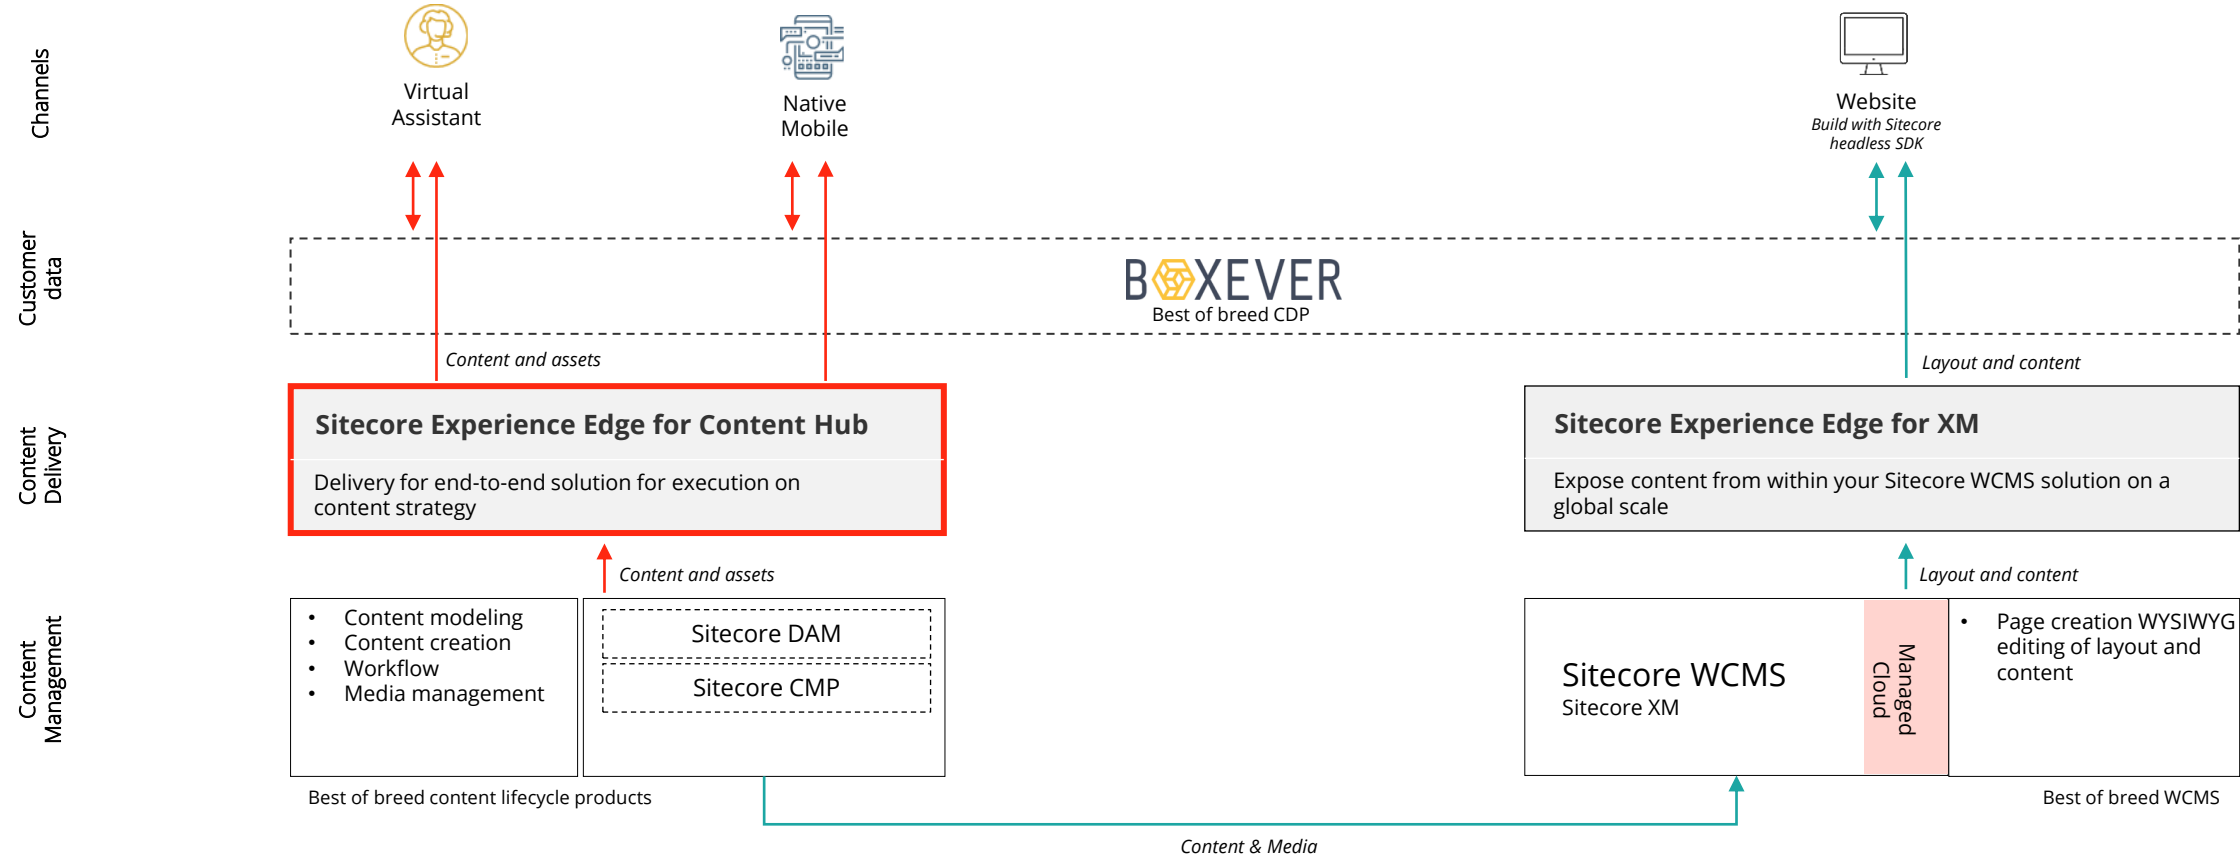 Channels
Virtual
Assistant
Native
Mobile
Website
Build with Sitecore
headless SDK
Customer
data
BOXEVER
Best of breed CDP
Content and assets
Layout and content
Content
Delivery
Sitecore Experience Edge for Content Hub
Delivery for end-to-end solution for execution on
content strategy
Sitecore Experience Edge for XM
Expose content from within your Sitecore WCMS solution on a
global scale
Content and assets
Layout and content
Content
Management
• Content modeling
• Content creation
• Workflow
• Media management
Sitecore DAM
Sitecore CMP
Sitecore WCMS
Sitecore XM
Managed
Cloud
• Page creation WYSIWYG
editing of layout and
content
Best of breed content lifecycle products
Best of breed WCMS
Content & Media